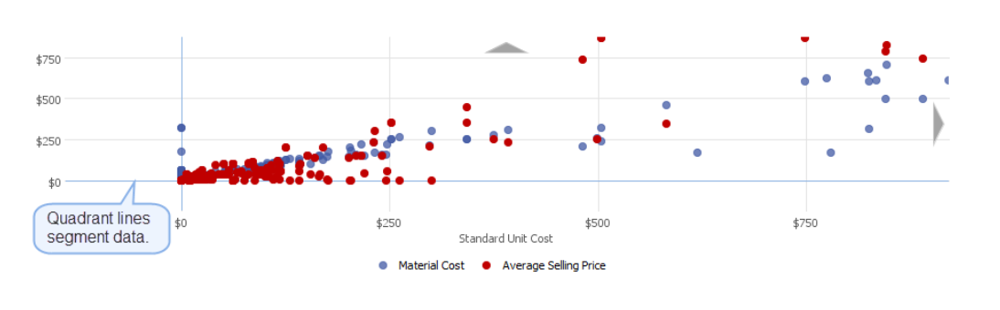 $750
$500
$250
$0
Quadrant lines
segment data.
$0 $250 $500 $750
Standard Unit Cost
Material Cost Average Selling Price